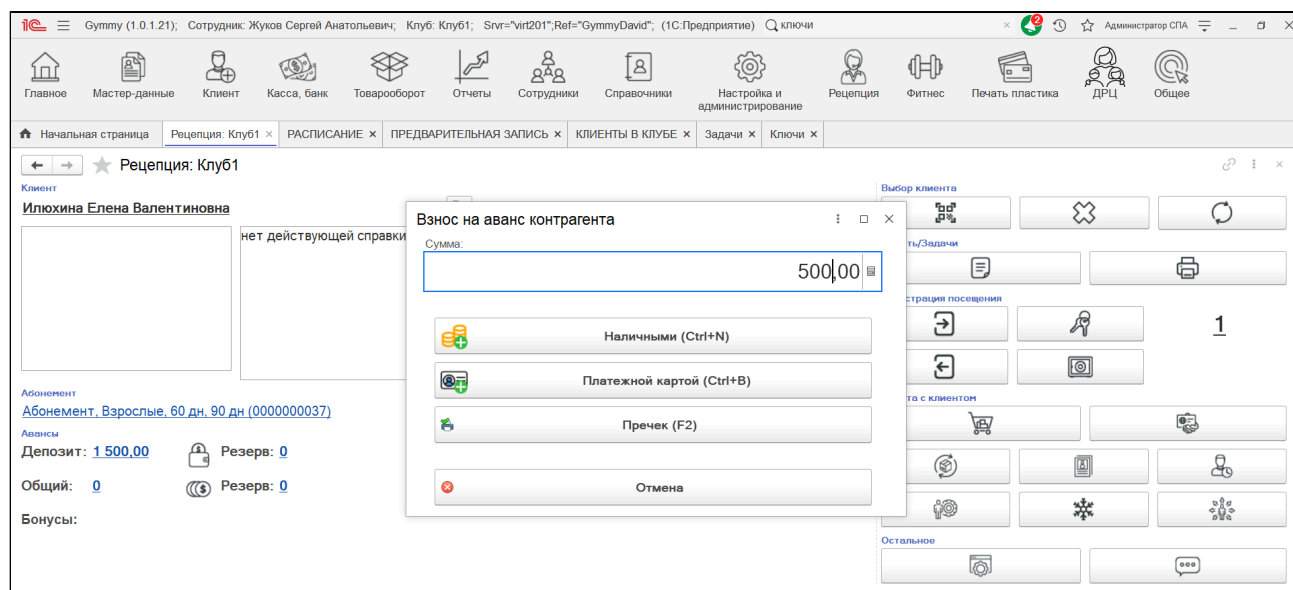 Gymmy (1.0.1.21); Сотрудник: Жуков Сергей Анатольевич; Клуб: Клуб1; Srvr="virt201";Ref="GymmyDavid"; (1С:Предприятие) ключи × 2 Администратор СПА
Главное Мастер-данные Клиент Касса, банк Товарооборот Отчеты Сотрудники Справочники Настройка и администрирование Рецепция Фитнес Печать пластика ДРЦ Общее
Начальная страница Рецепция: Клуб1 × РАСПИСАНИЕ × ПРЕДВАРИТЕЛЬНАЯ ЗАПИСЬ × КЛИЕНТЫ В КЛУБЕ × Задачи × Ключи ×
Рецепция: Клуб1
Клиент
Илюхина Елена Валентиновна
нет действующей справки
Абонемент
Абонемент, Взрослые, 60 дн, 90 дн (0000000037)
Авансы
Депозит: 1 500,00 Резерв: 0
Общий: 0 Резерв: 0
Бонусы:
Взнос на аванс контрагента
Сумма:
500,00
Наличными (Ctrl+N)
Платежной картой (Ctrl+B)
Пречек (F2)
Отмена
Выбор клиента
ть/Задачи
страция посещения
1
та с клиентом
Остальное